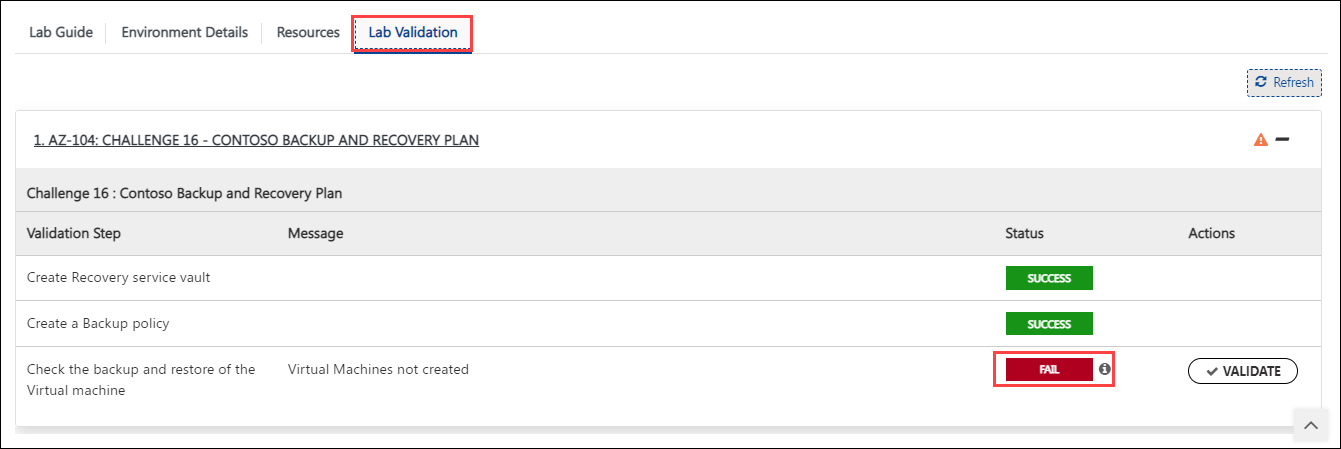 Lab Guide Environment Details Resources Lab Validation
Refresh
1. AZ-104: CHALLENGE 16 - CONTOSO BACKUP AND RECOVERY PLAN
Challenge 16 : Contoso Backup and Recovery Plan
Validation Step Message Status Actions
Create Recovery service vault SUCCESS
Create a Backup policy SUCCESS
Check the backup and restore of the Virtual Machines not created FAIL VALIDATE
Virtual machine